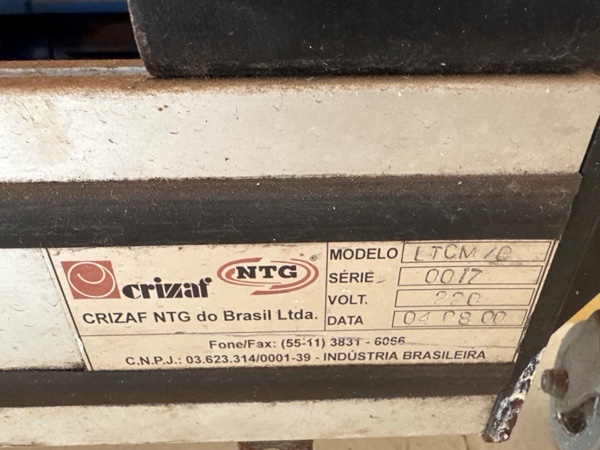 crizaf NTG®
CRIZAF NTG do Brasil Ltda.
MODELO
SÉRIE 0017
VOLT. 220
DATA 04 08 00
Fone/Fax: (55-11) 3831 - 6066
C.N.P.J.: 03.623.314/0001-39 - INDÚSTRIA BRASILEIRA